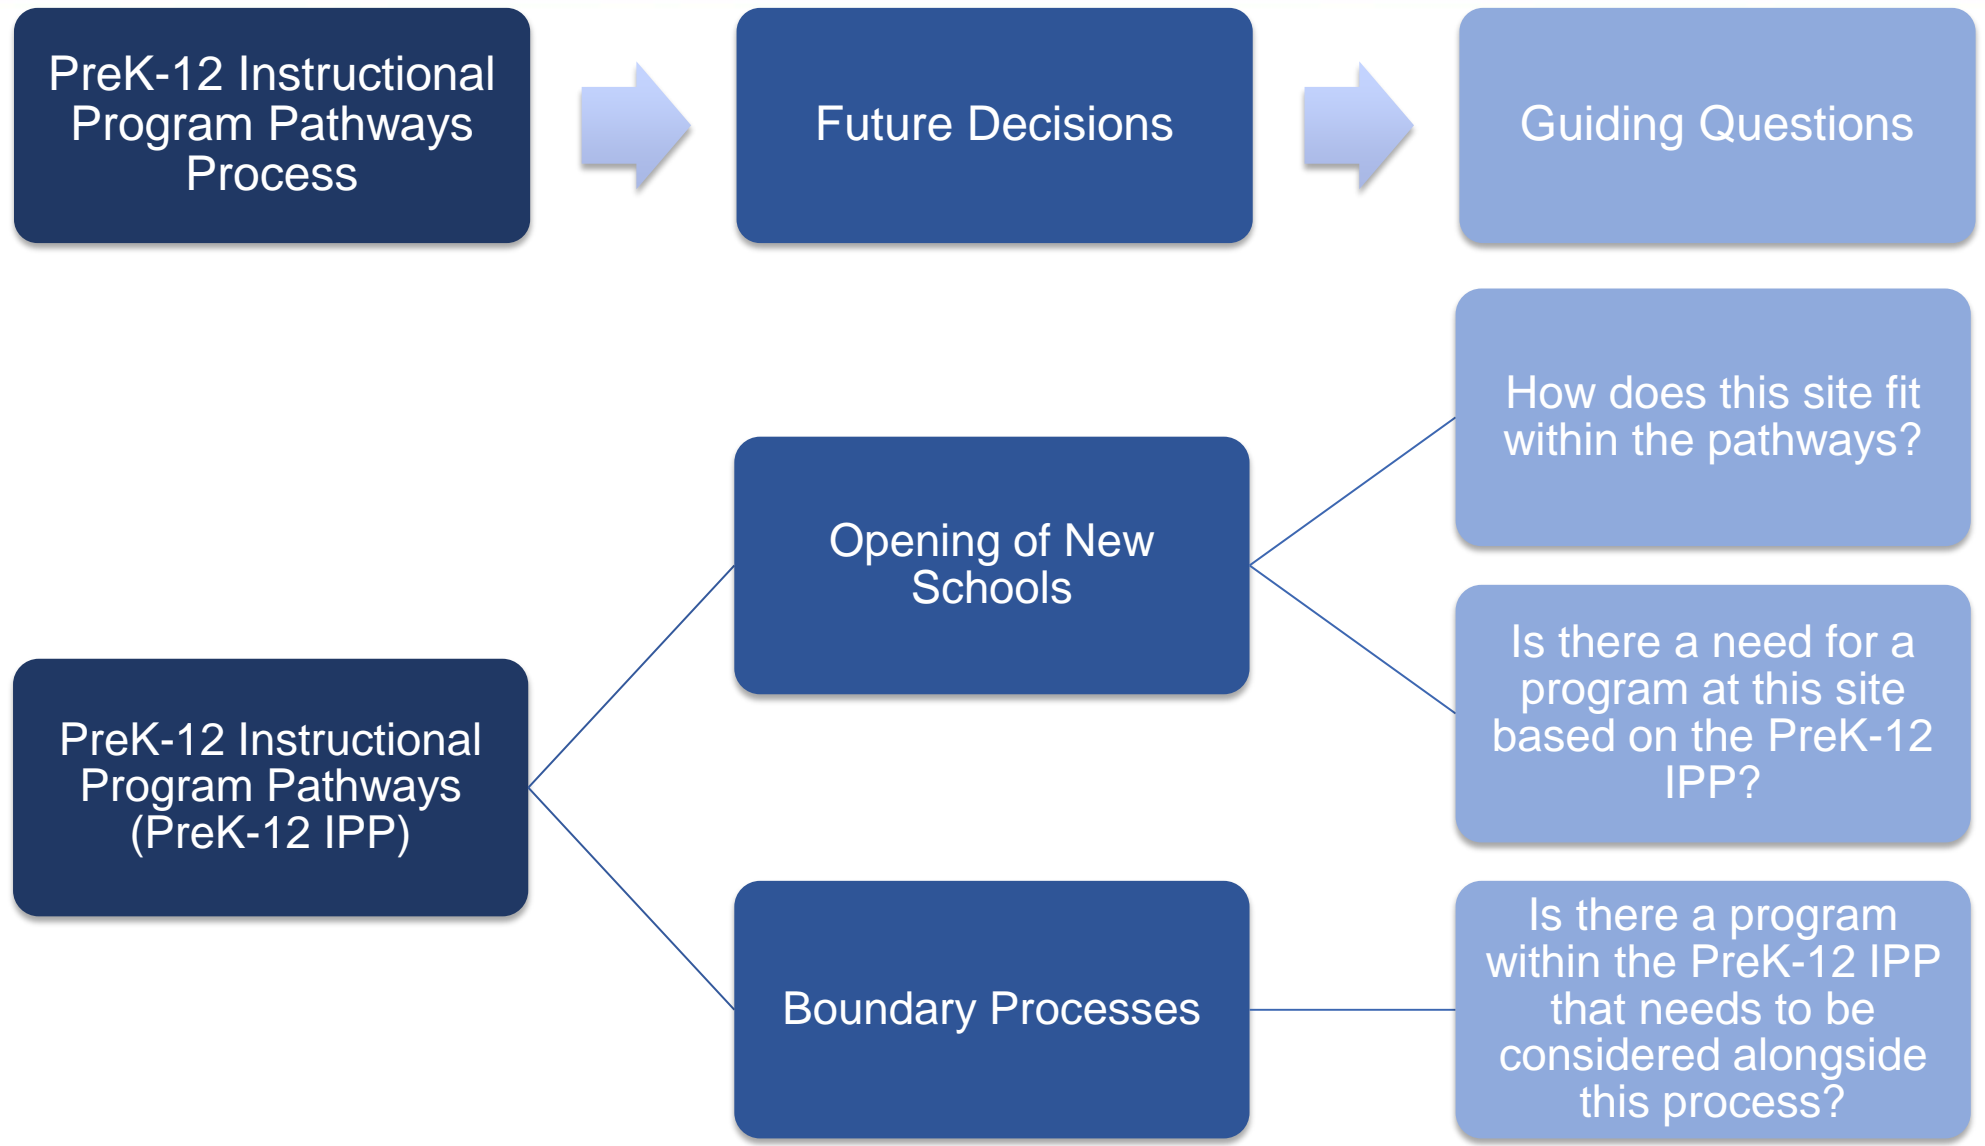 PreK-12 Instructional
Program Pathways
Process
Future Decisions
Guiding Questions
PreK-12 Instructional
Program Pathways
(PreK-12 IPP)
Opening of New
Schools
How does this site fit
within the pathways?
Is there a need for a
program at this site
based on the PreK-12
IPP?
Boundary Processes
Is there a program
within the PreK-12 IPP
that needs to be
considered alongside
this process?